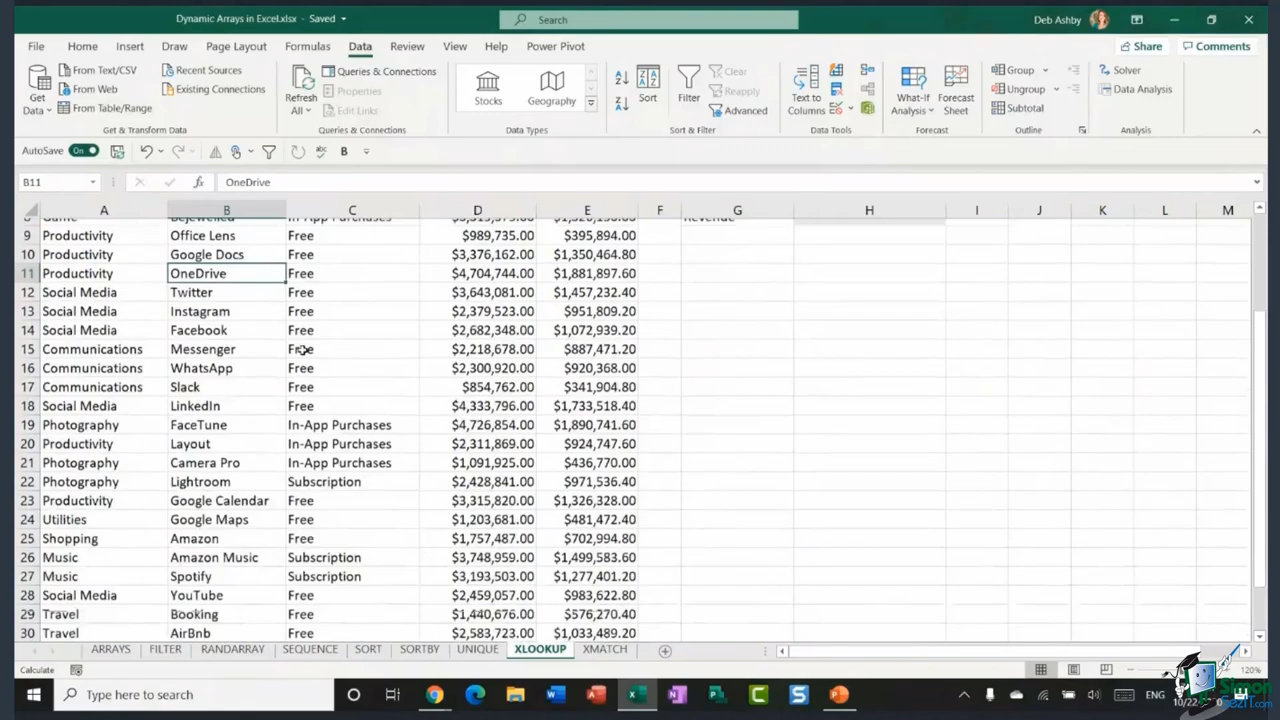 Dynamic Arrays in Excel.xlsx - Saved
Search
Deb Ashby
File Home Insert Draw Page Layout Formulas Data Review View Help Power Pivot Share Comments
Get Data
From Text/CSV
From Web
From Table/Range
Recent Sources
Existing Connections
Get & Transform Data
Refresh All
Queries & Connections
Properties
Edit Links
Queries & Connections
Stocks
Geography
Data Types
Sort
Filter
Clear
Reapply
Advanced
Sort & Filter
Text to Columns
Data Tools
What-If Analysis
Forecast Sheet
Forecast
Group
Ungroup
Subtotal
Outline
Solver
Data Analysis
Analysis
AutoSave On abc B
B11 fx OneDrive
A B C D E F G H I J K L M
Revenue
9 Productivity Office Lens Free $989,735.00 $395,894.00
10 Productivity Google Docs Free $3,376,162.00 $1,350,464.80
11 Productivity OneDrive Free $4,704,744.00 $1,881,897.60
12 Social Media Twitter Free $3,643,081.00 $1,457,232.40
13 Social Media Instagram Free $2,379,523.00 $951,809.20
14 Social Media Facebook Free $2,682,348.00 $1,072,939.20
15 Communications Messenger Free $2,218,678.00 $887,471.20
16 Communications WhatsApp Free $2,300,920.00 $920,368.00
17 Communications Slack Free $854,762.00 $341,904.80
18 Social Media LinkedIn Free $4,333,796.00 $1,733,518.40
19 Photography FaceTune In-App Purchases $4,726,854.00 $1,890,741.60
20 Productivity Layout In-App Purchases $2,311,869.00 $924,747.60
21 Photography Camera Pro In-App Purchases $1,091,925.00 $436,770.00
22 Photography Lightroom Subscription $2,428,841.00 $971,536.40
23 Productivity Google Calendar Free $3,315,820.00 $1,326,328.00
24 Utilities Google Maps Free $1,203,681.00 $481,472.40
25 Shopping Amazon Free $1,757,487.00 $702,994.80
26 Music Amazon Music Subscription $3,748,959.00 $1,499,583.60
27 Music Spotify Subscription $3,193,503.00 $1,277,401.20
28 Social Media YouTube Free $2,459,057.00 $983,622.80
29 Travel Booking Free $1,440,676.00 $576,270.40
30 Travel AirBnb Free $2,583,723.00 $1,033,489.20
ARRAYS FILTER RANDARRAY SEQUENCE SORT SORTBY UNIQUE XLOOKUP XMATCH
Calculate 120%
Type here to search ENG